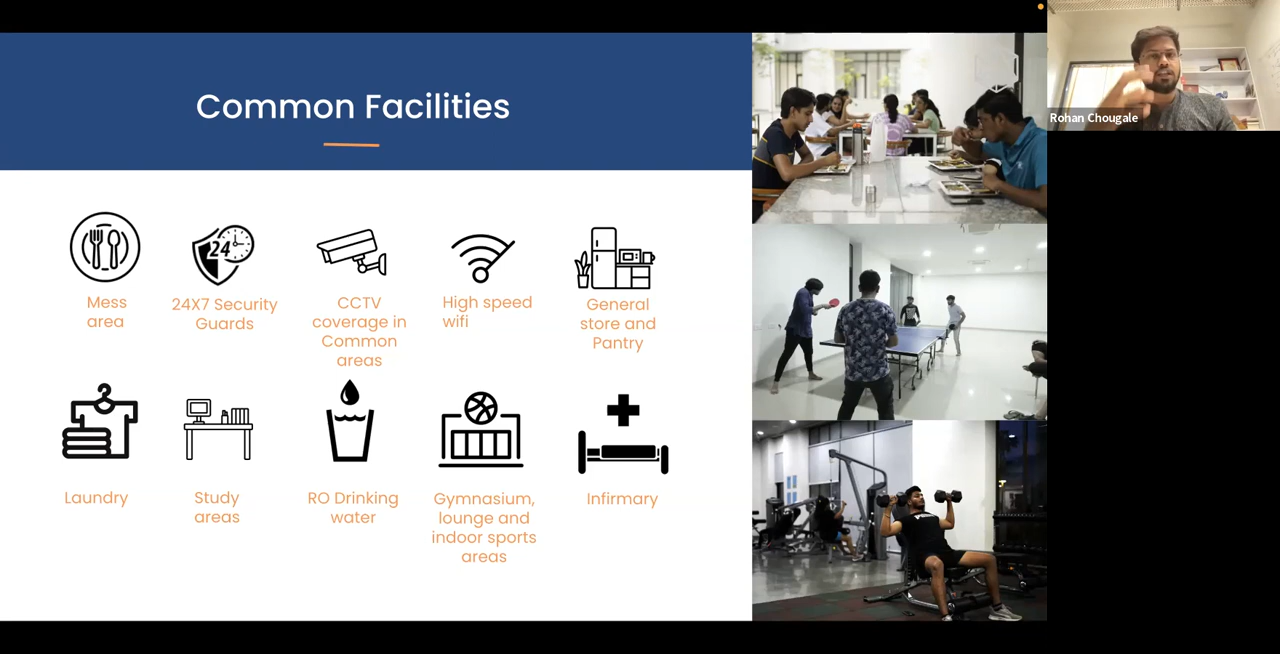 Common Facilities
Rohan Chougale
24
Mess
area
24X7 Security
Guards
CCTV
coverage in
Common
areas
High speed
wifi
General
store and
Pantry
Laundry
Study
areas
RO Drinking
water
Gymnasium,
lounge and
indoor sports
areas
Infirmary